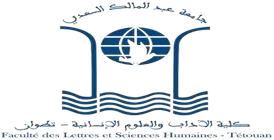 جامعة عبد المالك السعدي
كلية الآداب والعلوم الإنسانية - تطوان
Faculté des Lettres et Sciences Humaines - Tétouan